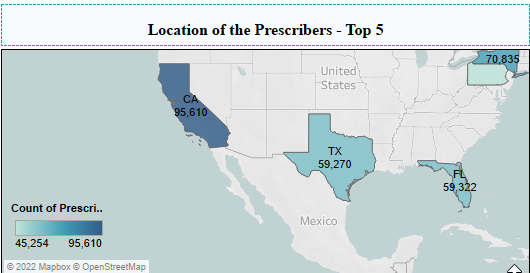 Location of the Prescribers - Top 5
70,835
United
States
CA
95,610
TX
59,270
FL
59,322
Mexico
Count of Prescri..
45,254 95,610
© 2022 Mapbox © OpenStreetMap